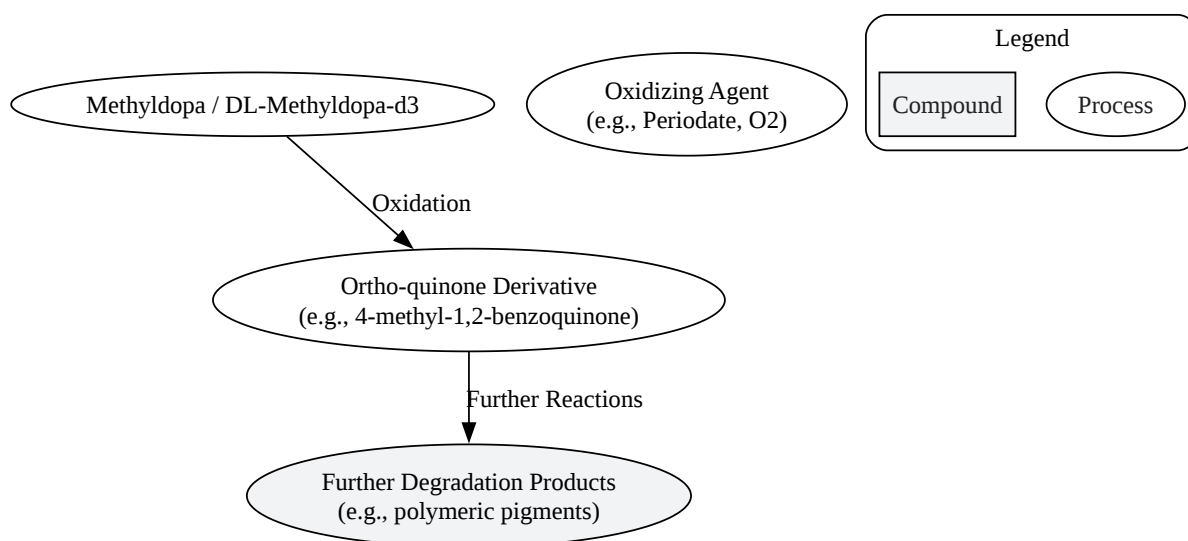 Legend
Methyldopa / DL-Methyldopa-d3
Oxidizing Agent
(e.g., Periodate, O2)
Compound
Process
Oxidation
Ortho-quinone Derivative
(e.g., 4-methyl-1,2-benzoquinone)
Further Reactions
Further Degradation Products
(e.g., polymeric pigments)